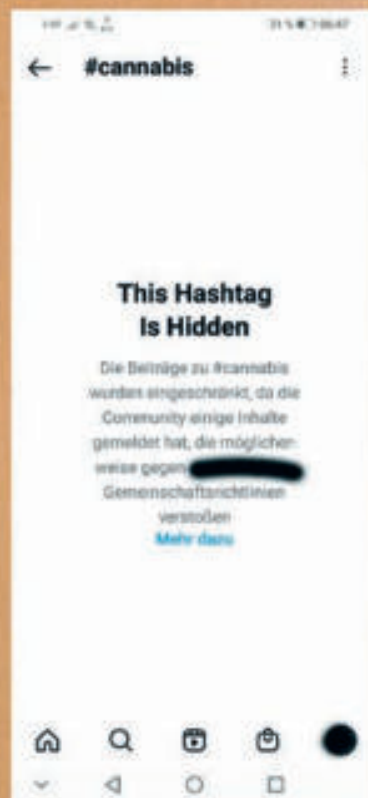 #cannabis
This Hashtag
Is Hidden
Die Beiträge zu #cannabis
wurden eingeschränkt, da die
Community einige Inhalte
gemeldet hat, die möglicher-
weise gegen
Gemeinschaftsrichtlinien
verstoßen
Mehr dazu